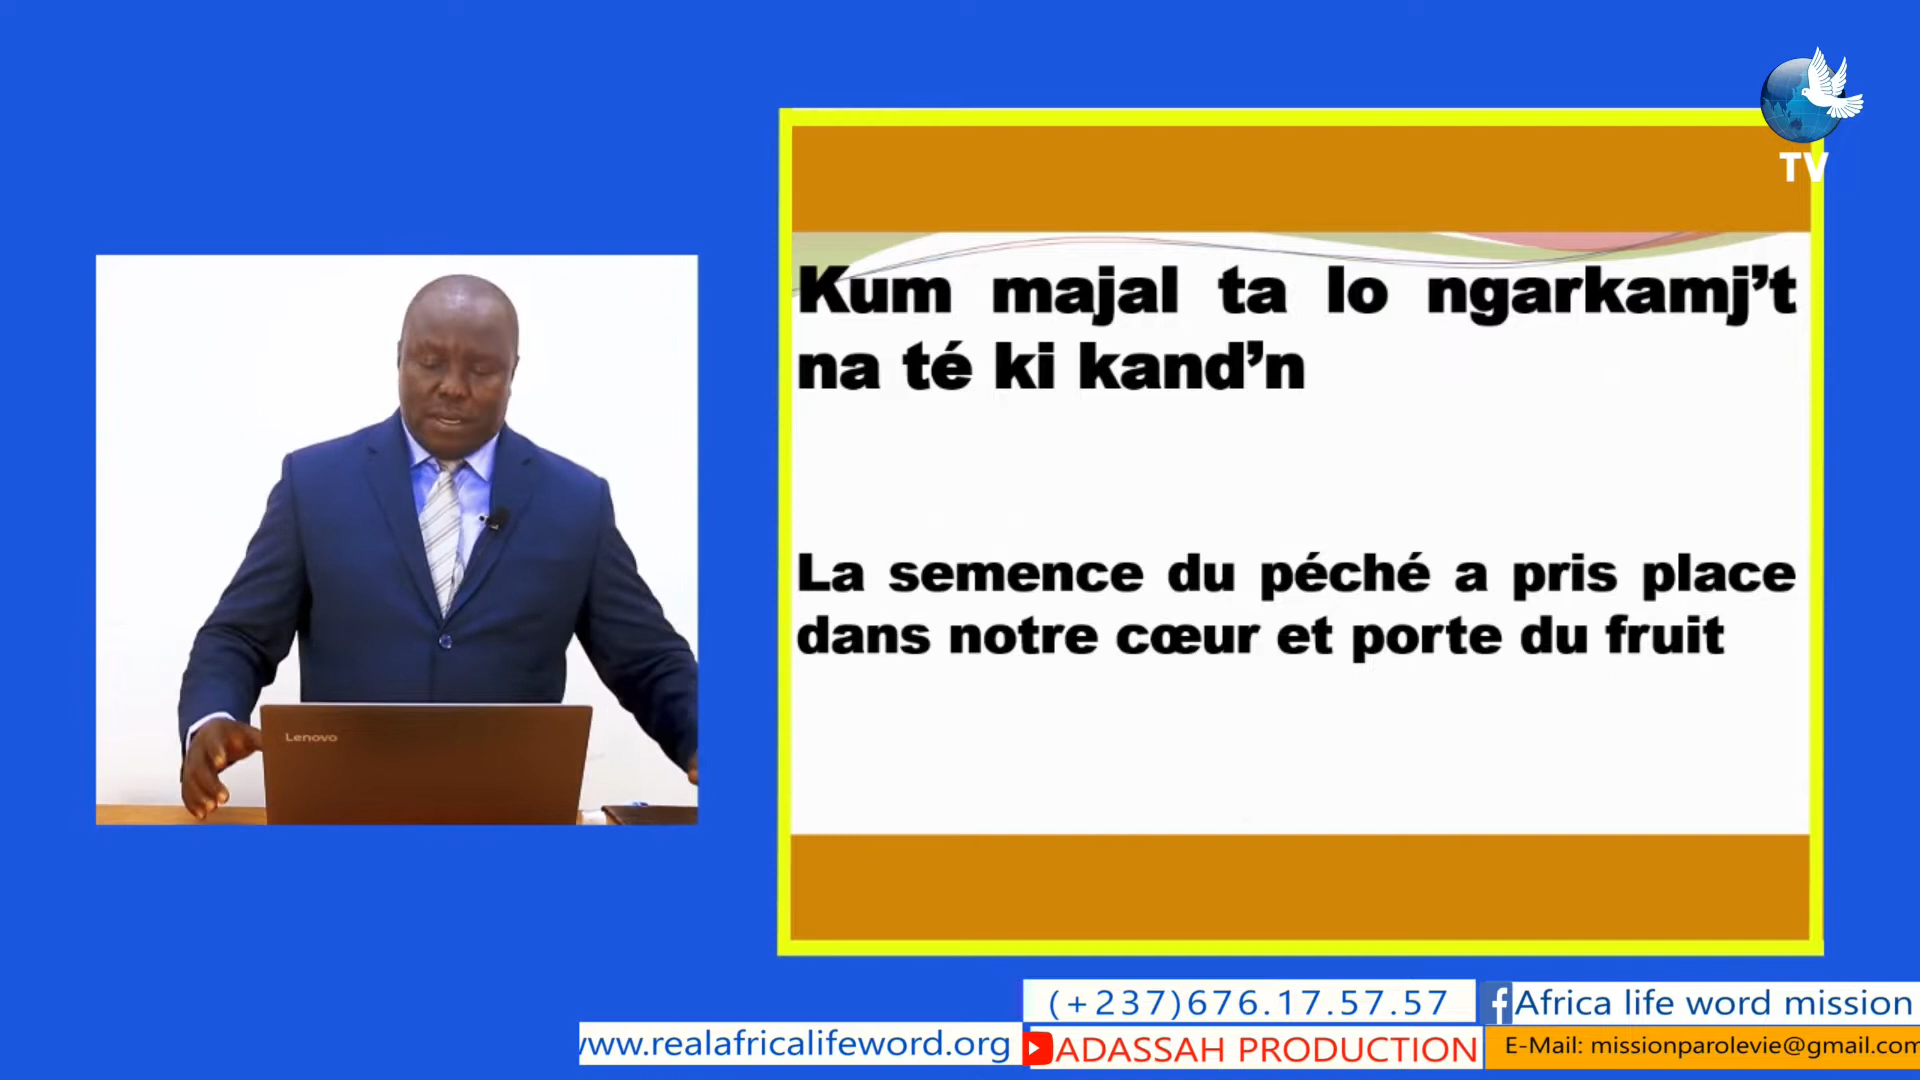 TV
Kum majal ta lo ngarkamj’t
na té ki kand’n
La semence du péché a pris place
dans notre cœur et porte du fruit
Lenovo
(+237)676.17.57.57
Africa life word mission
www.realafricalifeword.org
ADASSAH PRODUCTION
E-Mail: missionparolevie@gmail.com